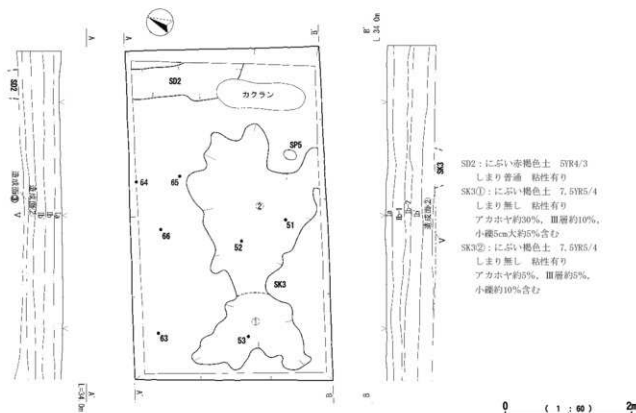 A
B
B'
L 34.0m
SD2
カクラン
SP5
SD2
64
65
66
②
51
52
SK3
63
①
53
SK3
L=34.0m
A
A
B
B'
SD2：にぶい赤褐色土 5YR4/3
しまり普通 粘性有り
SK3①：にぶい褐色土 7.5YR5/4
しまり無し 粘性有り
アカホヤ約30%、Ⅲ層約10%、
小礫5cm大約5%含む
SK3②：にぶい褐色土 7.5YR5/4
しまり無し 粘性有り
アカホヤ約5%、Ⅲ層約5%、
小礫約10%含む
0 ( 1 : 60 ) 2m